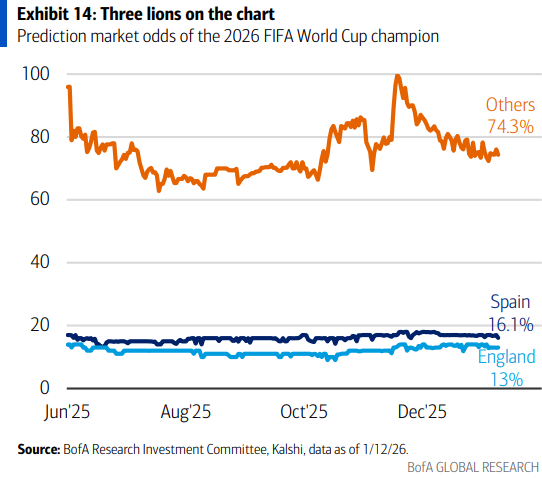 Exhibit 14: Three lions on the chart
Prediction market odds of the 2026 FIFA World Cup champion
100
80
60
40
20
0
Others
74.3%
Spain
16.1%
England
13%
Jun'25
Aug'25
Oct'25
Dec'25
Source: BofA Research Investment Committee, Kalshi, data as of 1/12/26.
BofA GLOBAL RESEARCH